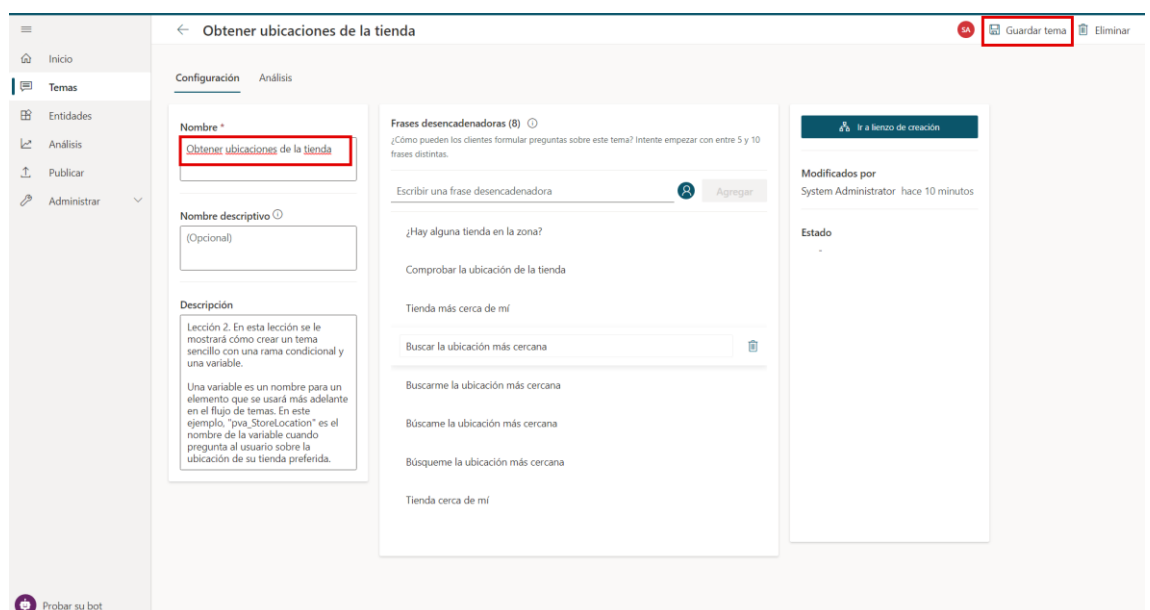 Obtener ubicaciones de la tienda
SA
Guardar tema
Eliminar
Inicio
Temas
Entidades
Análisis
Publicar
Administrar
Probar su bot
Configuración
Análisis
Nombre *
Obtener ubicaciones de la tienda
Nombre descriptivo
(Opcional)
Descripción
Lección 2. En esta lección se le
mostrará cómo crear un tema
sencillo con una rama condicional y
una variable.
Una variable es un nombre para un
elemento que se usará más adelante
en el flujo de temas. En este
ejemplo, "pva_StoreLocation" es el
nombre de la variable cuando
pregunta al usuario sobre la
ubicación de su tienda preferida.
Frases desencadenadoras (8)
¿Cómo pueden los clientes formular preguntas sobre este tema? Intente empezar con entre 5 y 10
frases distintas.
Escribir una frase desencadenadora
Agregar
¿Hay alguna tienda en la zona?
Comprobar la ubicación de la tienda
Tienda más cerca de mí
Buscar la ubicación más cercana
Buscarme la ubicación más cercana
Búscame la ubicación más cercana
Búsqueme la ubicación más cercana
Tienda cerca de mí
Ir a lienzo de creación
Modificados por
System Administrator hace 10 minutos
Estado
-